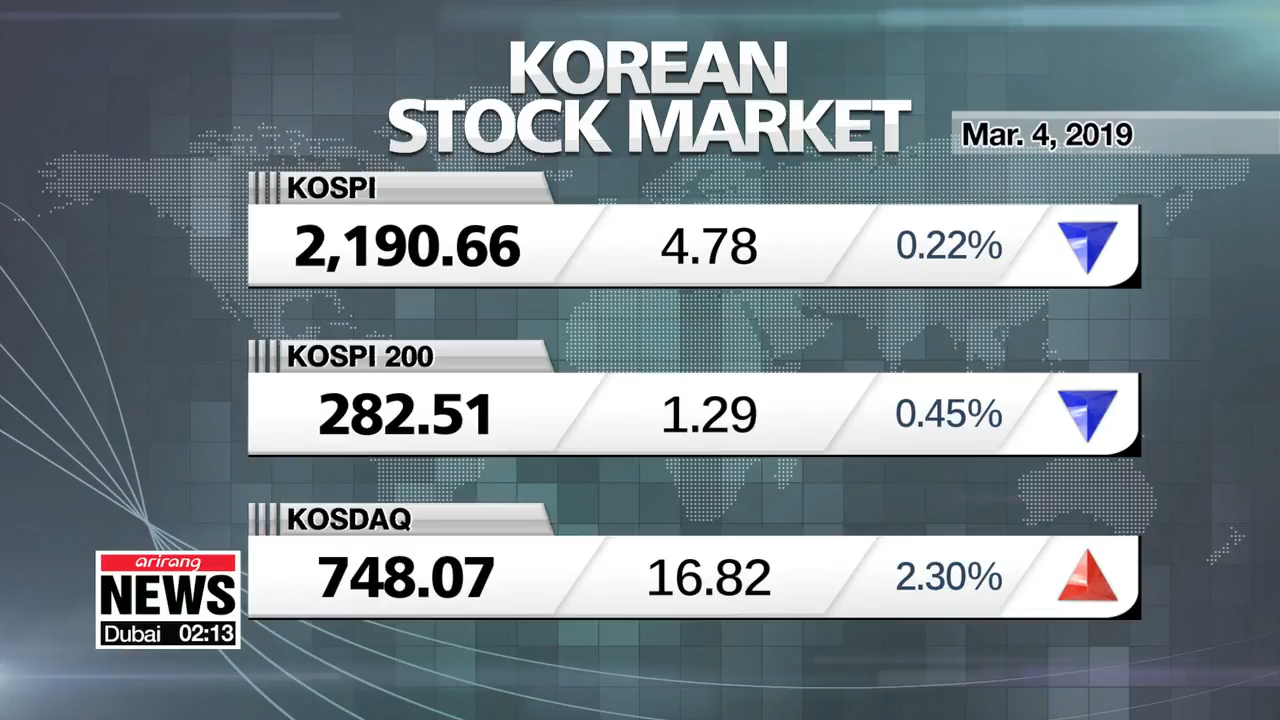 KOREAN
STOCK MARKET
Mar. 4, 2019
KOSPI
2,190.66 4.78 0.22%
KOSPI 200
282.51 1.29 0.45%
KOSDAQ
748.07 16.82 2.30%
arirang
NEWS
Dubai 02:13